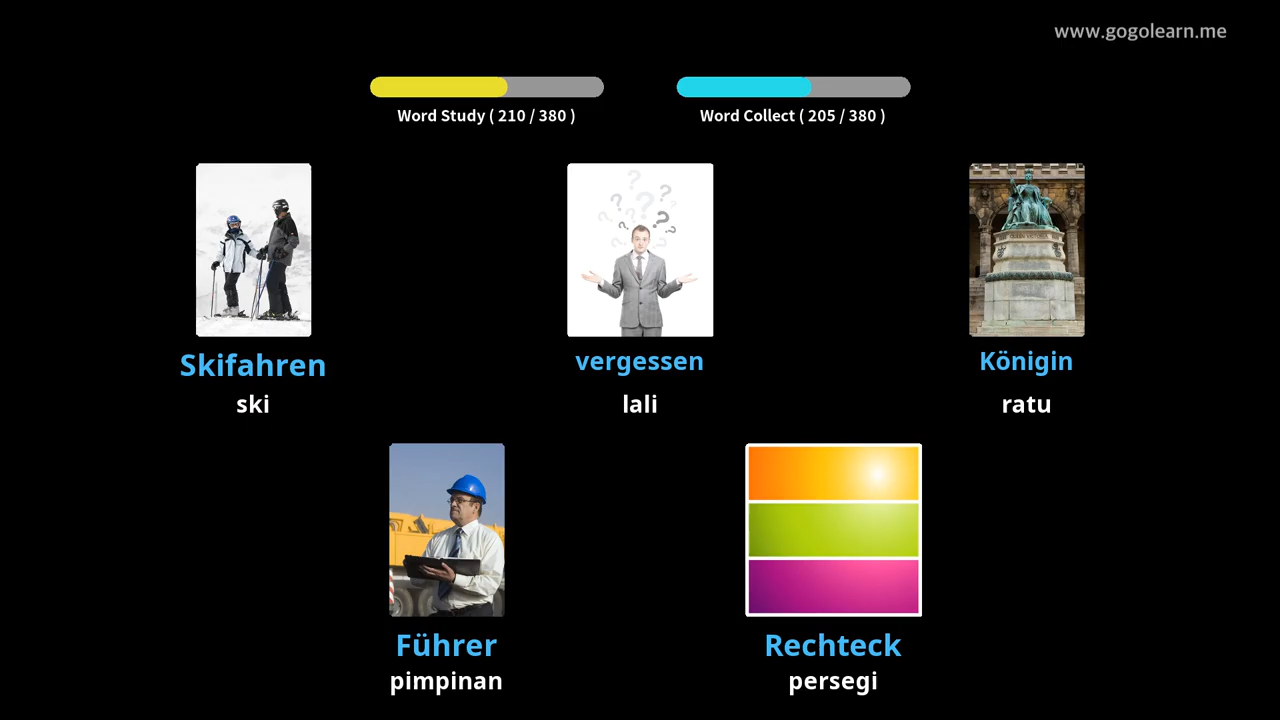 www.gogolearn.me
Word Study ( 210 / 380 )
Word Collect ( 205 / 380 )
Skifahren
ski
vergessen
lali
Königin
ratu
Führer
pimpinan
Rechteck
persegi